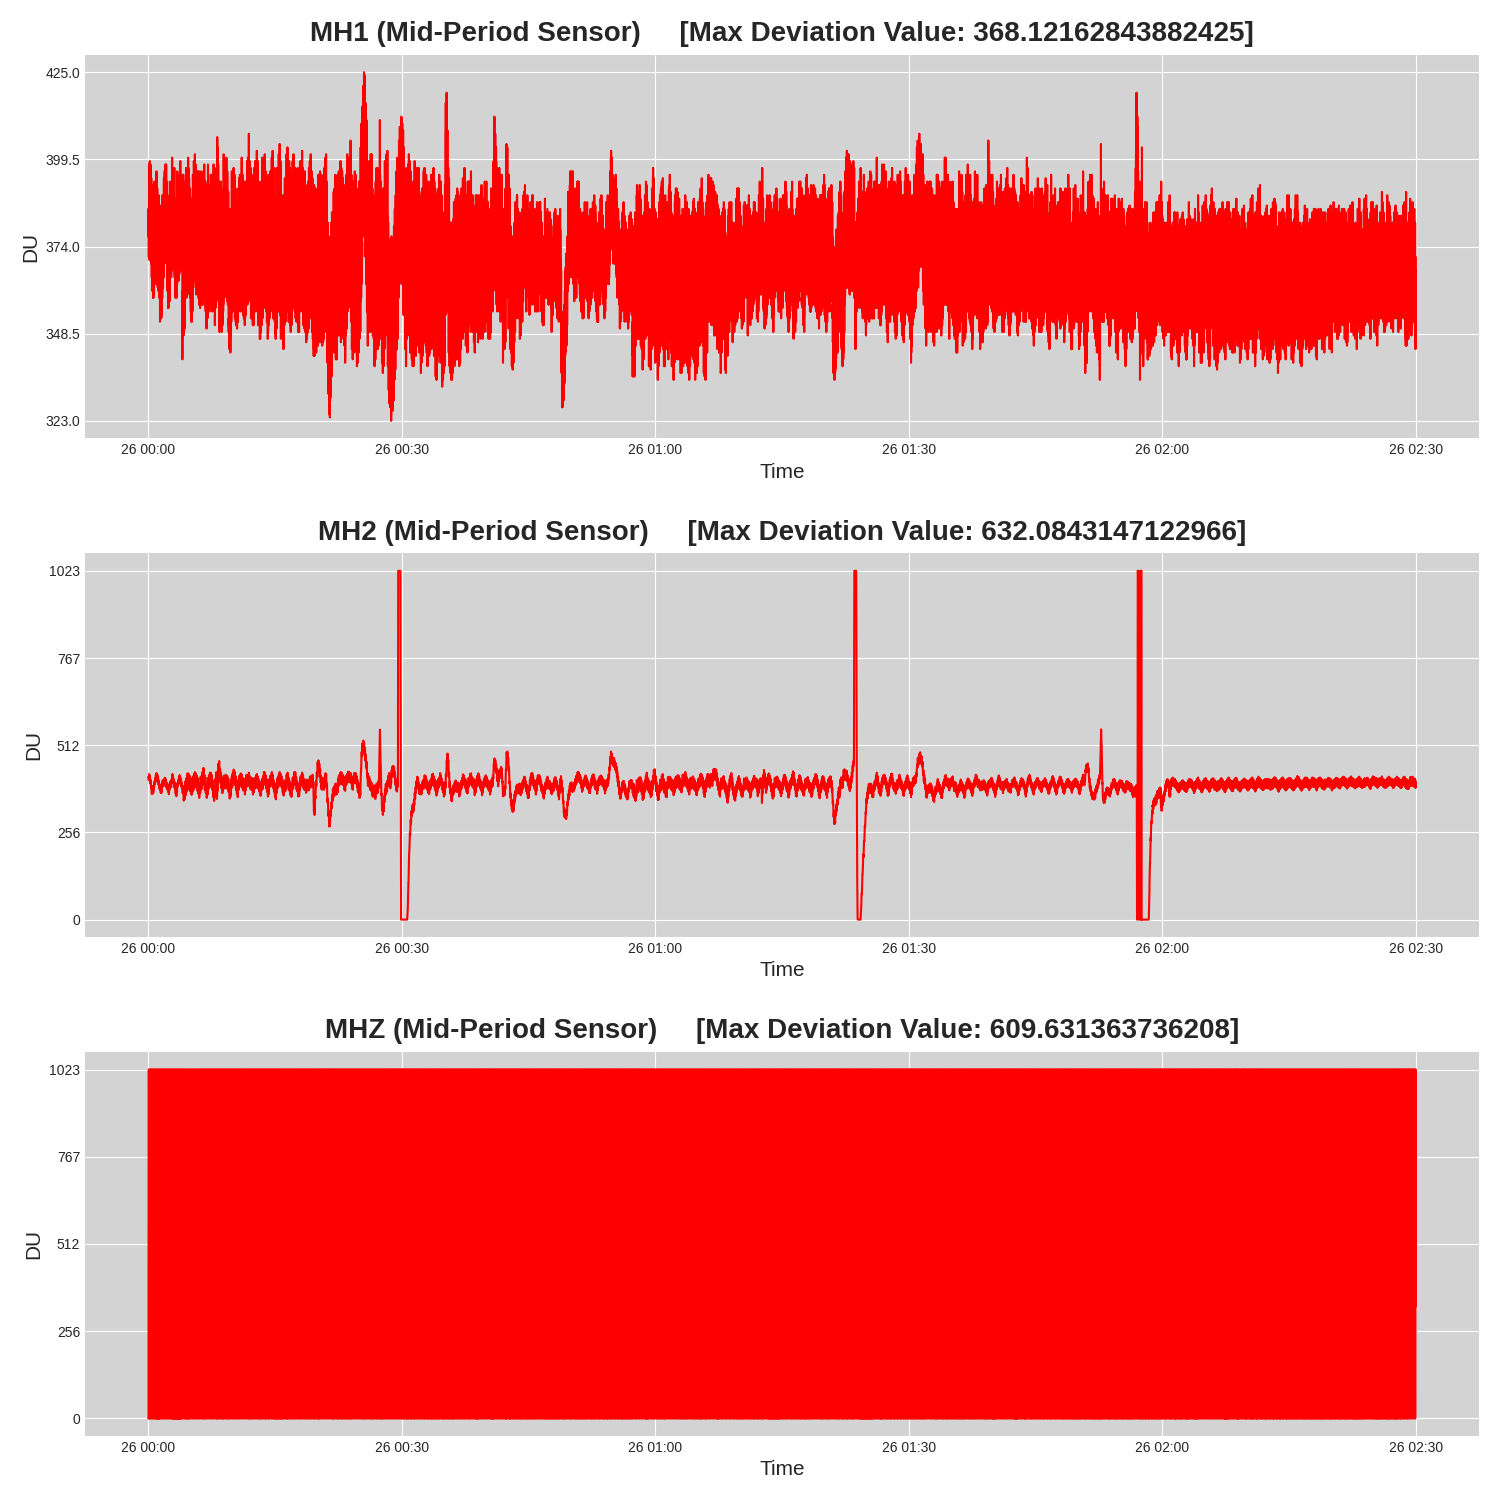 MH1 (Mid-Period Sensor)     [Max Deviation Value: 368.12162843882425]
425.0
399.5
374.0
348.5
323.0
DU
26 00:00 26 00:30 26 01:00 26 01:30 26 02:00 26 02:30
Time
MH2 (Mid-Period Sensor)     [Max Deviation Value: 632.0843147122966]
1023
767
512
256
0
DU
26 00:00 26 00:30 26 01:00 26 01:30 26 02:00 26 02:30
Time
MHZ (Mid-Period Sensor)     [Max Deviation Value: 609.631363736208]
1023
767
512
256
0
DU
26 00:00 26 00:30 26 01:00 26 01:30 26 02:00 26 02:30
Time